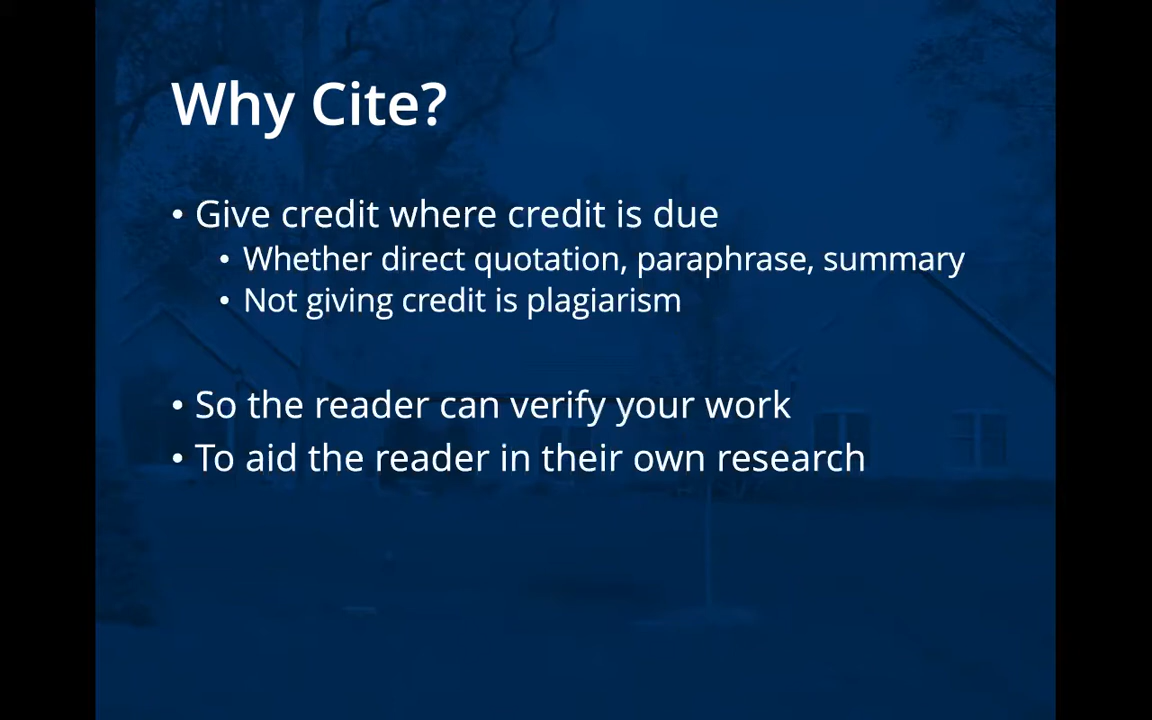 Why Cite?
• Give credit where credit is due
• Whether direct quotation, paraphrase, summary
• Not giving credit is plagiarism
• So the reader can verify your work
• To aid the reader in their own research